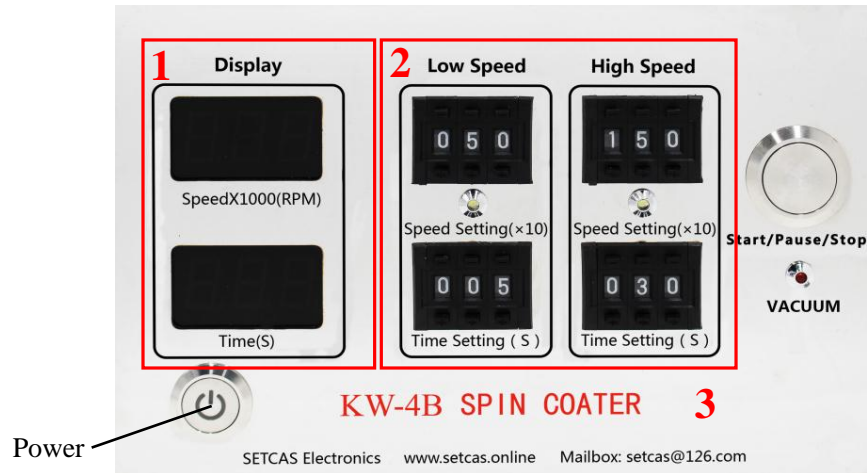 1
Display
SpeedX1000(RPM)
Time(S)
2
Low Speed
High Speed
0 5 0
1 5 0
Speed Setting(×10)
Speed Setting(×10)
0 0 5
0 3 0
Time Setting ( S )
Time Setting ( S )
Start/Pause/Stop
VACUUM
KW-4B SPIN COATER
3
Power
SETCAS Electronics www.setcas.online Mailbox: setcas@126.com